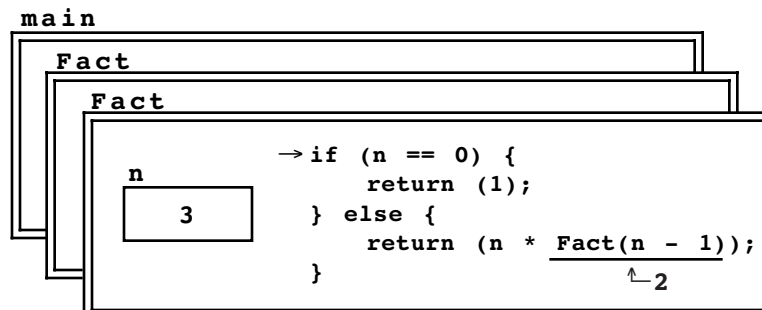 main
Fact
Fact
→ if (n == 0) {
n
return (1);
3
} else {
return (n * Fact(n - 1));
}
2